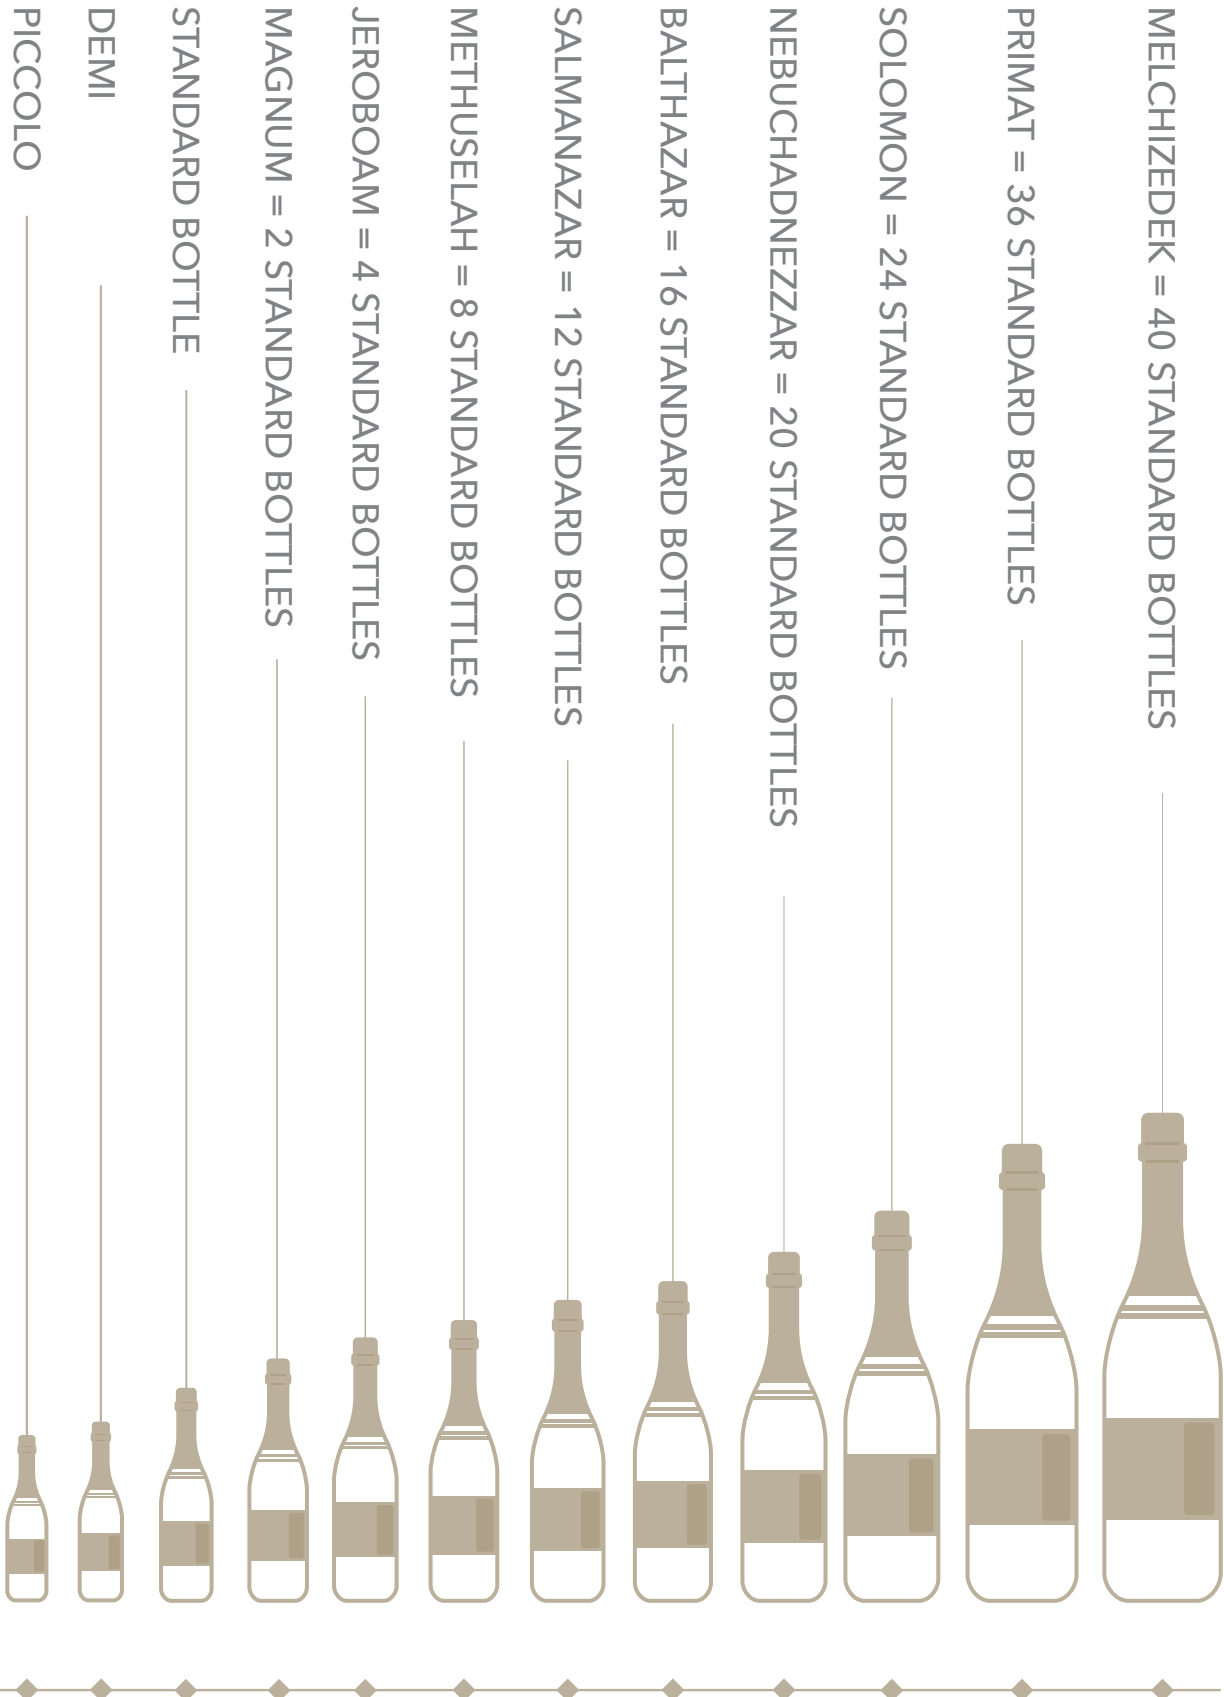 PICCOLO
DEMI
STANDARD BOTTLE
MAGNUM = 2 STANDARD BOTTLES
JEROBOAM = 4 STANDARD BOTTLES
METHUSELAH = 8 STANDARD BOTTLES
SALMANAZAR = 12 STANDARD BOTTLES
BALTHAZAR = 16 STANDARD BOTTLES
NEBUCHADNEZZAR = 20 STANDARD BOTTLES
SOLOMON = 24 STANDARD BOTTLES
PRIMAT = 36 STANDARD BOTTLES
MELCHIZEDEK = 40 STANDARD BOTTLES